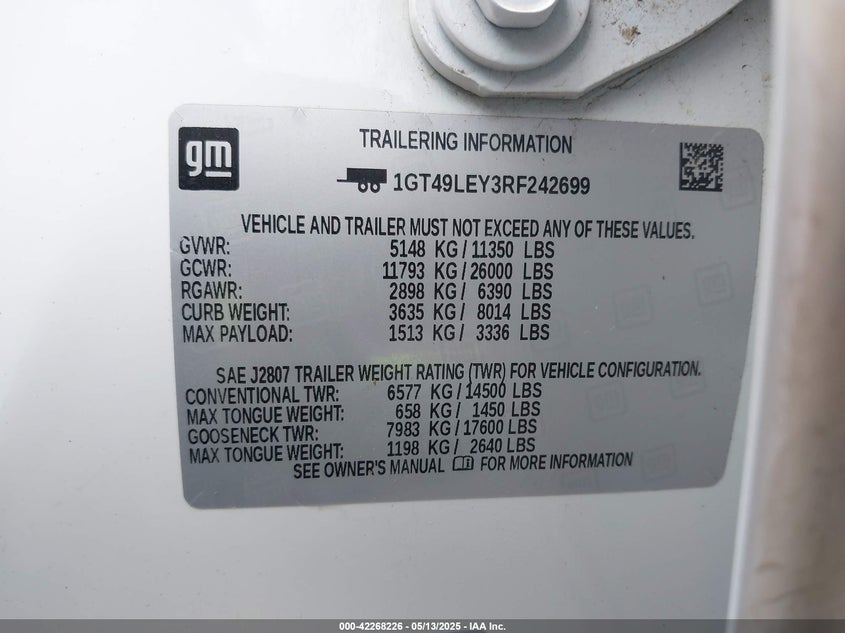 gm
TRAILERING INFORMATION
1GT49LEY3RF242699
VEHICLE AND TRAILER MUST NOT EXCEED ANY OF THESE VALUES.
GVWR: 5148 KG / 11350 LBS
GCWR: 11793 KG / 26000 LBS
RGAWR: 2898 KG / 6390 LBS
CURB WEIGHT: 3635 KG / 8014 LBS
MAX PAYLOAD: 1513 KG / 3336 LBS
SAE J2807 TRAILER WEIGHT RATING (TWR) FOR VEHICLE CONFIGURATION.
CONVENTIONAL TWR: 6577 KG / 14500 LBS
MAX TONGUE WEIGHT: 658 KG / 1450 LBS
GOOSENECK TWR: 7983 KG / 17600 LBS
MAX TONGUE WEIGHT: 1198 KG / 2640 LBS
SEE OWNER'S MANUAL FOR MORE INFORMATION
000-42268226 - 05/13/2025 - IAA Inc.